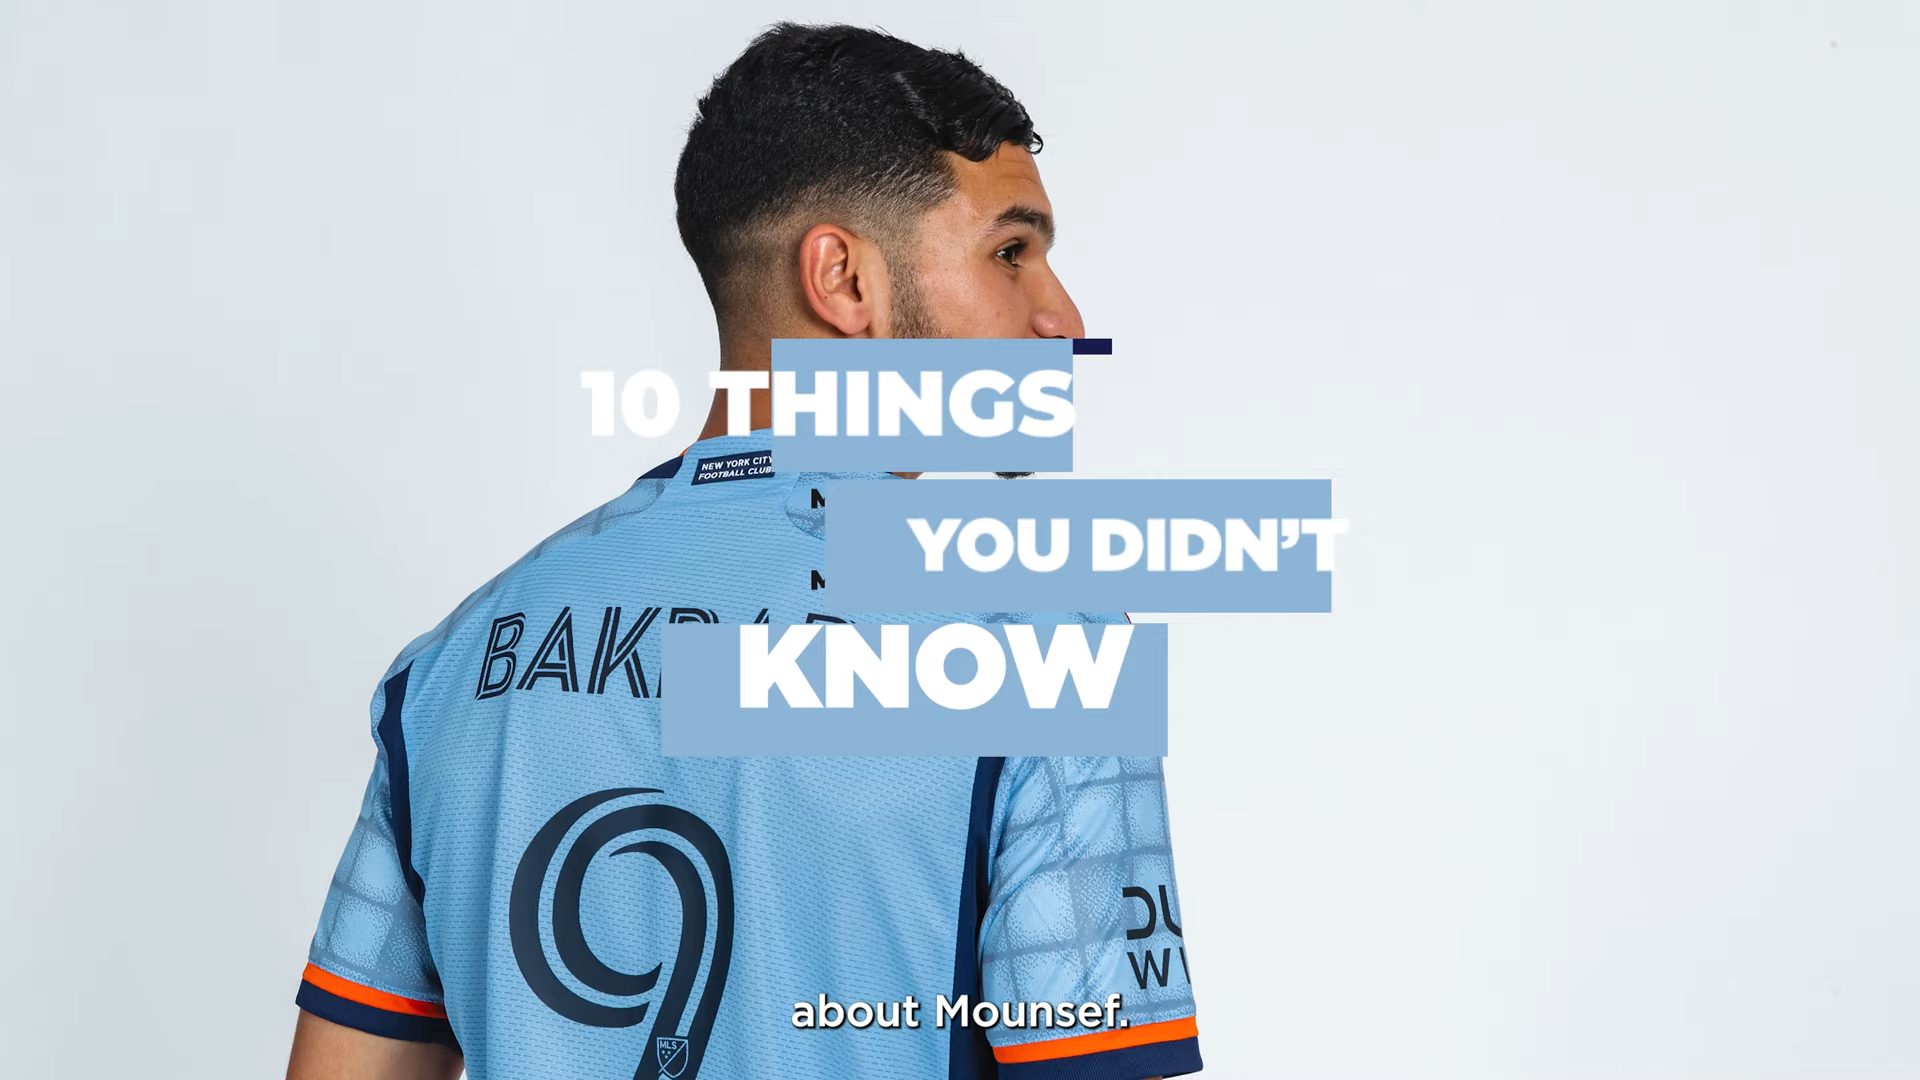 10 THINGS
NEW YORK CITY
FOOTBALL CLUB
YOU DIDN'T
KNOW
9
MLS
about Mounsef.